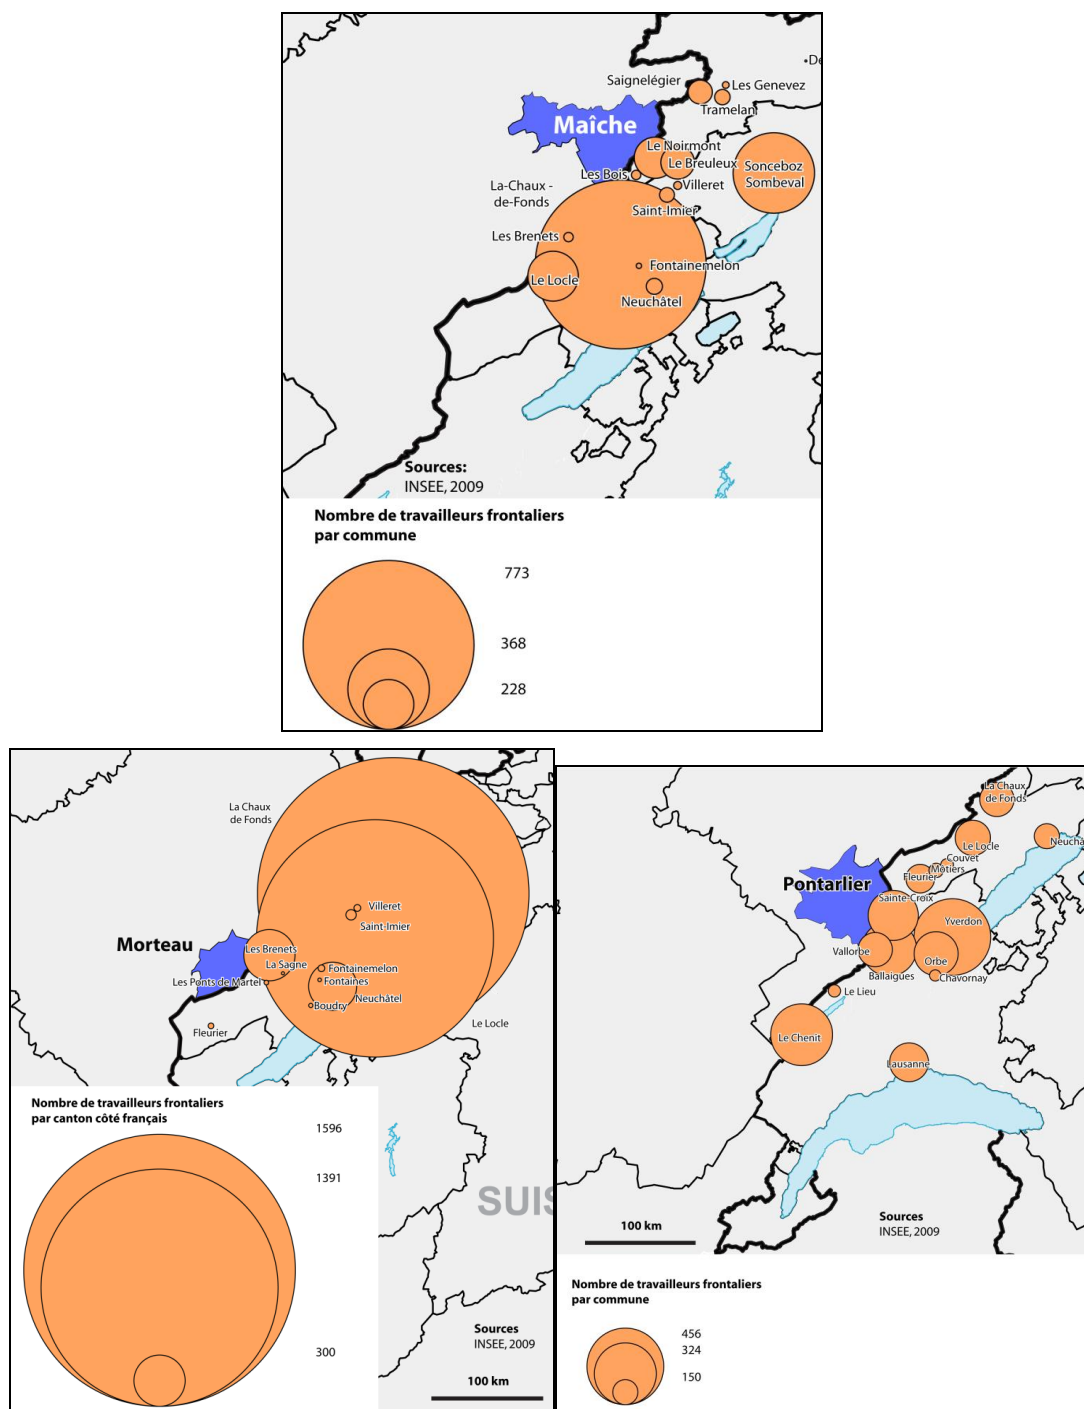 •De
Saignelégier
Les Genevez
Tramelan
Maîche
Le Noirmont
Le Breuleux
Sonceboz
Sombeval
Les Bois
Villeret
La-Chaux -
de-Fonds
Saint-Imier
Les Brenets
Fontainemelon
Le Locle
Neuchâtel
Sources:
INSEE, 2009
Nombre de travailleurs frontaliers
par commune
773
368
228
La Chaux
de Fonds
Villeret
Saint-Imier
Morteau
Les Brenets
La Sagne
Fontainemelon
Les Ponts de Martel
Fontaines
Neuchâtel
Boudry
Le Locle
Fleurier
Nombre de travailleurs frontaliers
par canton côté français
1596
1391
300
SUIS
Sources
INSEE, 2009
100 km
La Chaux
de Fonds
Neuchâ
Le Locle
Couvet
Môtiers
Fleurier
Pontarlier
Sainte-Croix
Yverdon
Vallorbe
Orbe
Ballaigues
Chavornay
Le Lieu
Le Chenit
Lausanne
100 km
Sources
INSEE, 2009
Nombre de travailleurs frontaliers
par commune
456
324
150